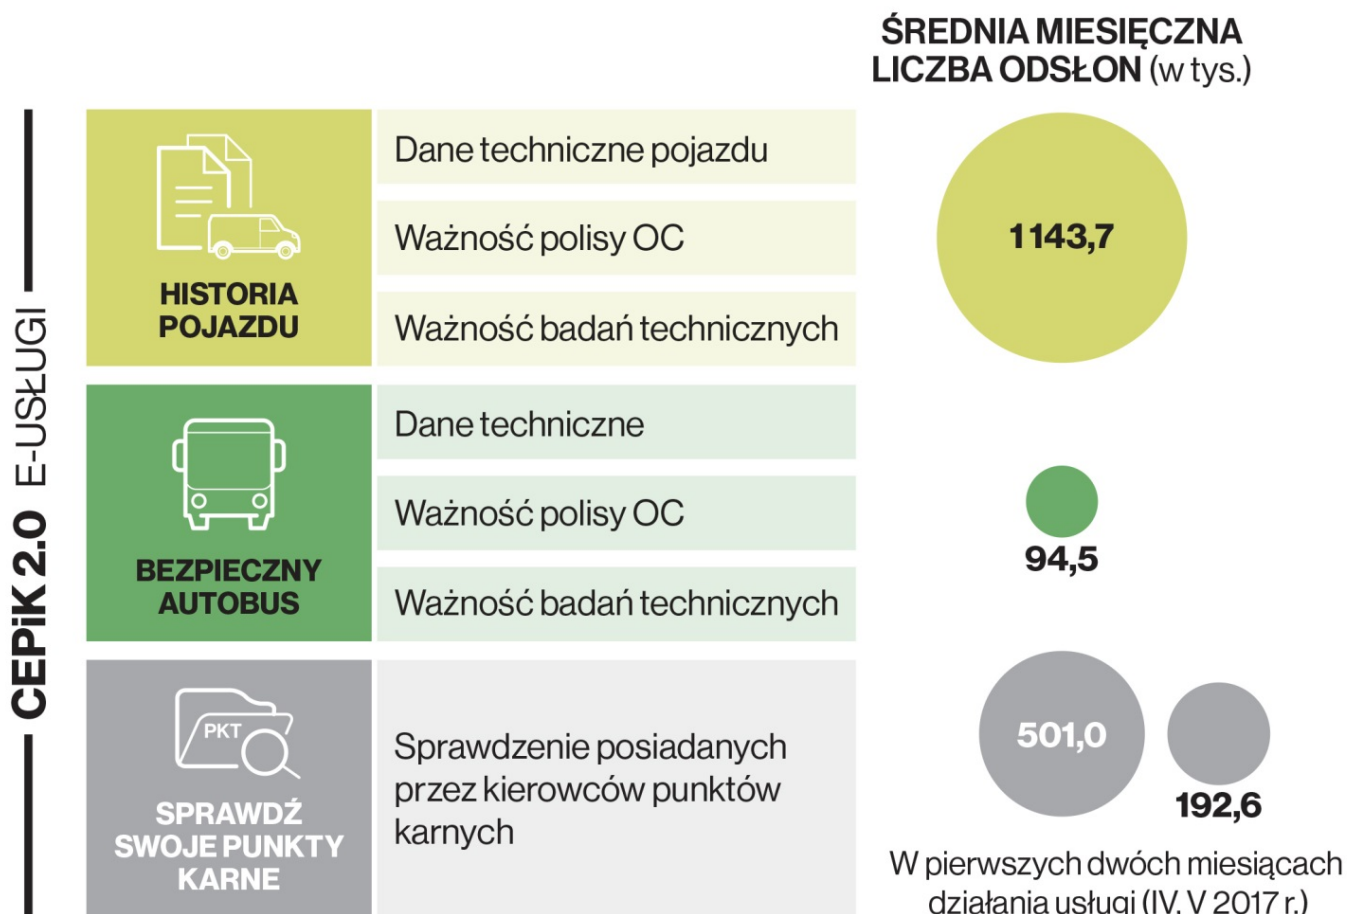 ŚREDNIA MIESIĘCZNA
LICZBA ODSŁON (w tys.)
CEPiK 2.0 E-USŁUGI
HISTORIA
POJAZDU
Dane techniczne pojazdu
Ważność polisy OC
Ważność badań technicznych
1143,7
BEZPIECZNY
AUTOBUS
Dane techniczne
Ważność polisy OC
Ważność badań technicznych
94,5
PKT
SPRAWDŹ
SWOJE PUNKTY
KARNE
Sprawdzenie posiadanych
przez kierowców punktów
karnych
501,0
192,6
W pierwszych dwóch miesiącach
działania usługi (IV, V 2017 r.)